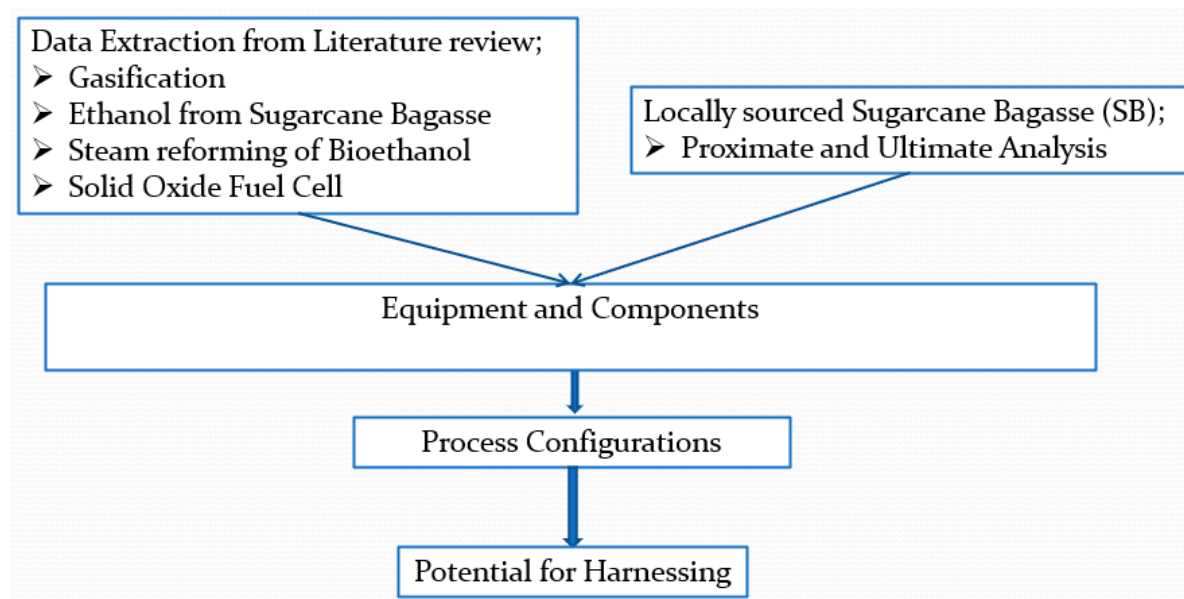 Data Extraction from Literature review;
➢ Gasification
➢ Ethanol from Sugarcane Bagasse
➢ Steam reforming of Bioethanol
➢ Solid Oxide Fuel Cell
Locally sourced Sugarcane Bagasse (SB);
➢ Proximate and Ultimate Analysis
Equipment and Components
Process Configurations
Potential for Harnessing